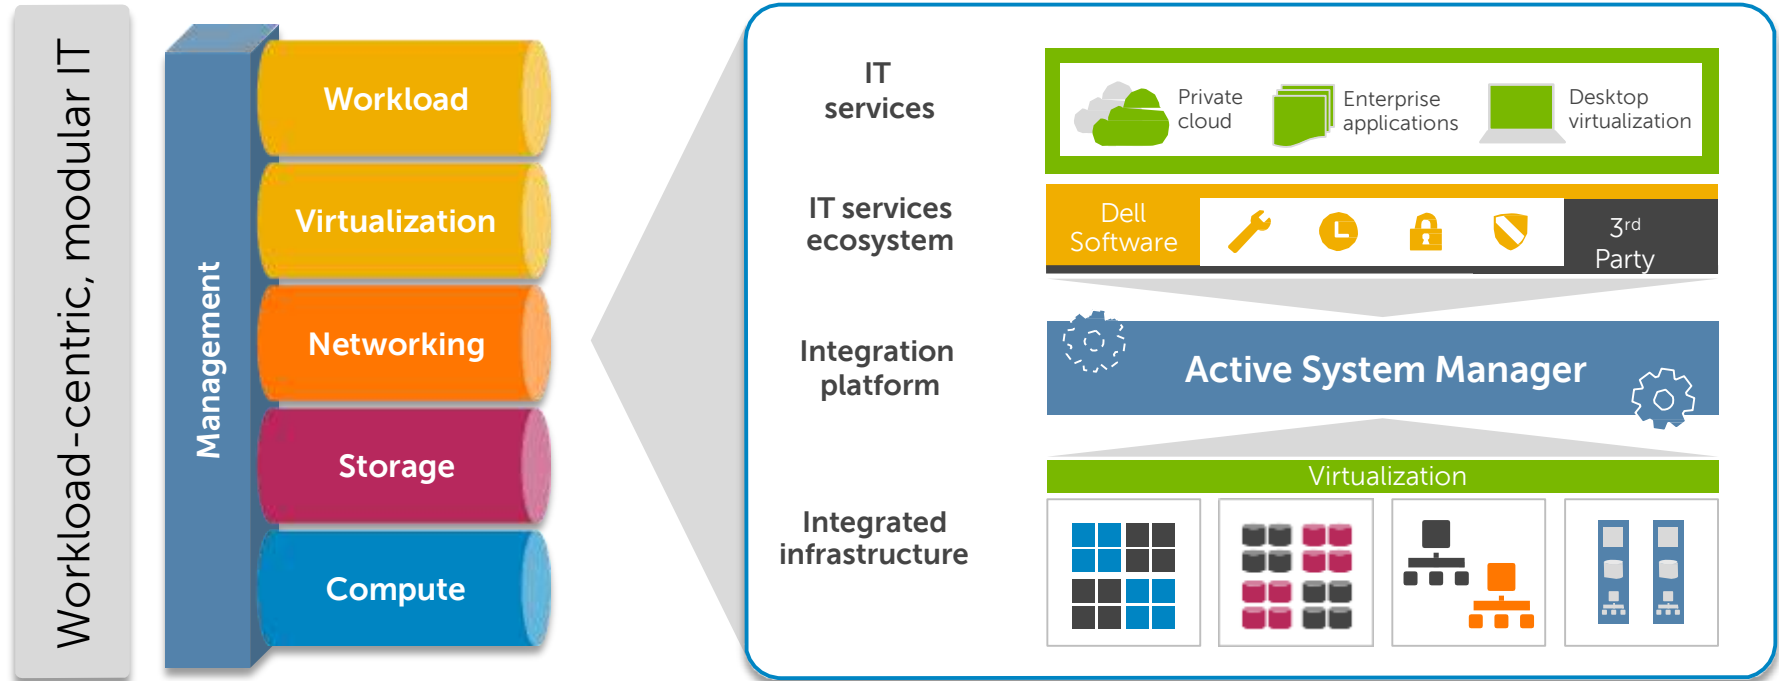 Workload-centric, modular IT
Management
Workload
Virtualization
Networking
Storage
Compute
IT
services
Private
cloud
Enterprise
applications
Desktop
virtualization
IT services
ecosystem
Dell
Software
3rd
Party
Integration
platform
Active System Manager
Integrated
infrastructure
Virtualization